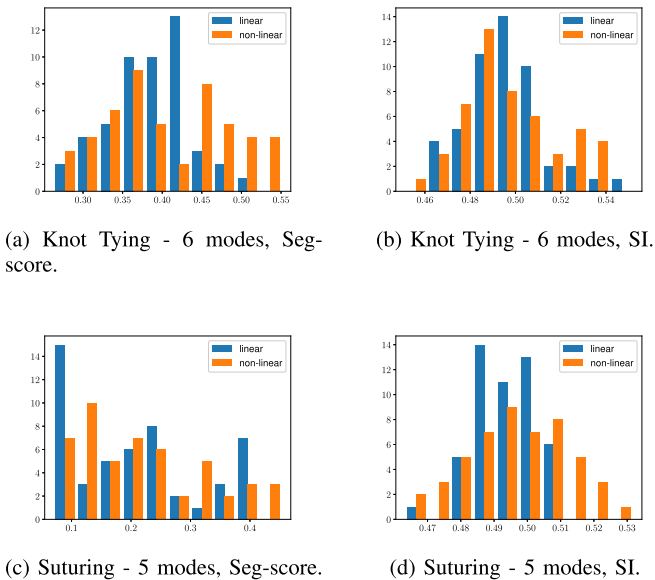 linear
non-linear
12
10
8
6
4
2
0
0.30 0.35 0.40 0.45 0.50 0.55
(a) Knot Tying - 6 modes, Seg-
score.
linear
non-linear
14
12
10
8
6
4
2
0
0.46 0.48 0.50 0.52 0.54
(b) Knot Tying - 6 modes, SI.
linear
non-linear
14
12
10
8
6
4
2
0
0.1 0.2 0.3 0.4
(c) Suturing - 5 modes, Seg-score.
linear
non-linear
14
12
10
8
6
4
2
0
0.47 0.48 0.49 0.50 0.51 0.52 0.53
(d) Suturing - 5 modes, SI.